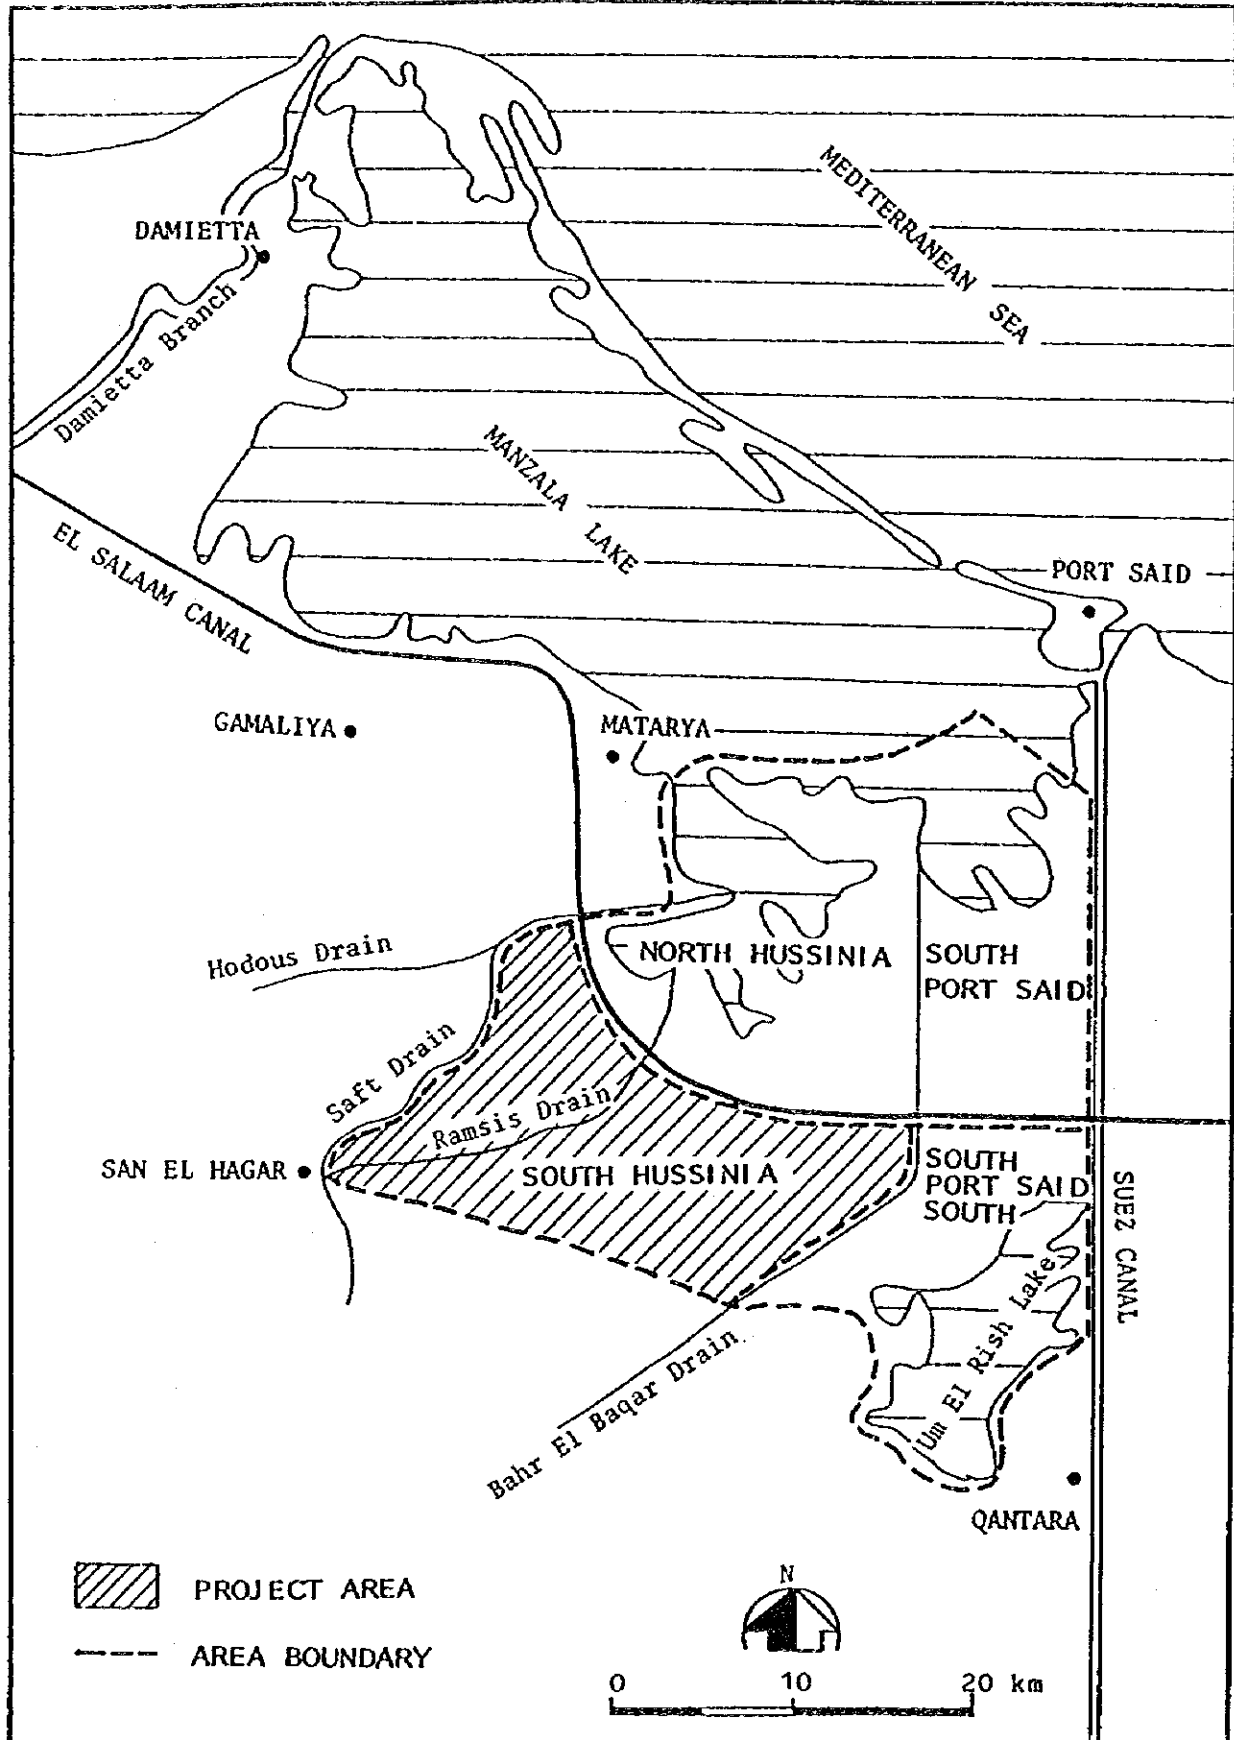 MEDITERRANEAN SEA
DAMIETTA
Damietta Branch
MANZALA LAKE
EL SALAAM CANAL
PORT SAID
GAMALIYA
MATARYA
Hodous Drain
NORTH HUSSINIA
SOUTH
PORT SAID
Saft Drain
Ramsis Drain
SAN EL HAGAR
SOUTH HUSSINIA
SOUTH
PORT SAID
SOUTH
SUEZ CANAL
Um El Rish Lake
Bahr El Baqar Drain
QANTARA
PROJECT AREA
AREA BOUNDARY
N
0 10 20 km